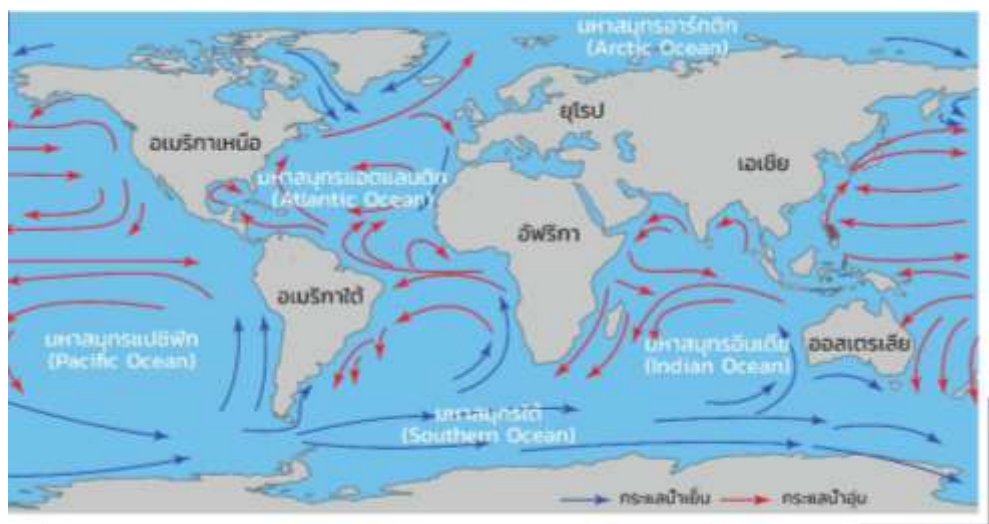 มหาสมุทรอาร์กติก
(Arctic Ocean)
ยุโรป
อเมริกาเหนือ
เอเชีย
มหาสมุทรแอตแลนติก
(Atlantic Ocean)
อัฟริกา
อเมริกาใต้
มหาสมุทรแปซิฟิก
(Pacific Ocean)
มหาสมุทรอินเดีย
(Indian Ocean)
ออสเตรเลีย
มหาสมุทรใต้
(Southern Ocean)
กระแสน้ำเย็น
กระแสน้ำอุ่น